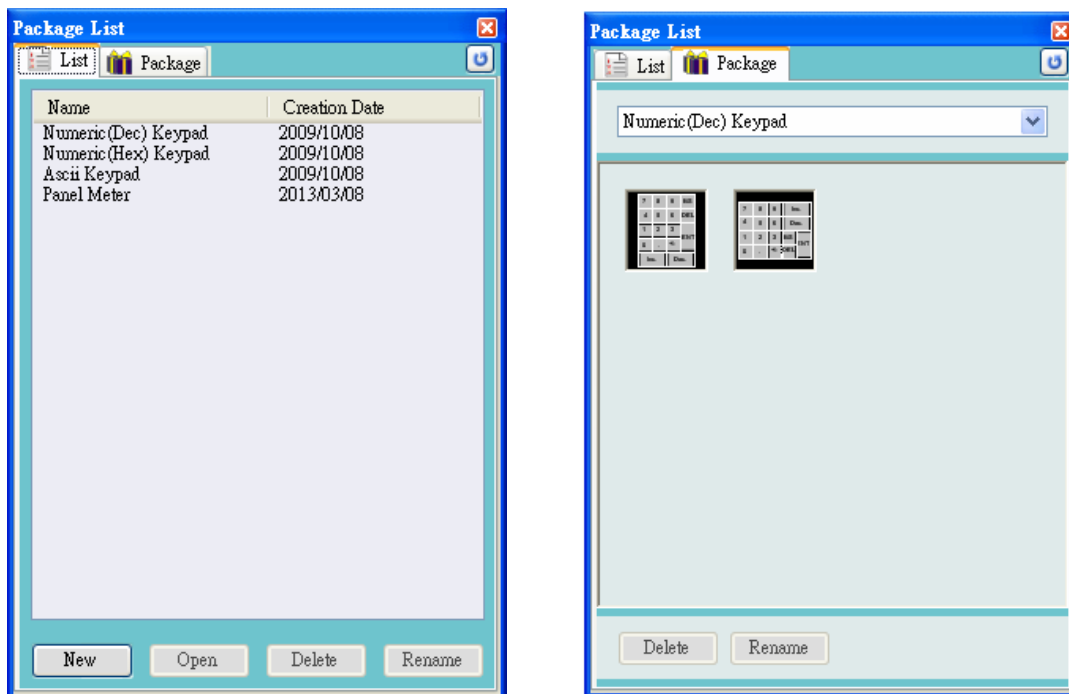 Package List
List Package
Name Creation Date
Numeric(Dec) Keypad 2009/10/08
Numeric(Hex) Keypad 2009/10/08
Ascii Keypad 2009/10/08
Panel Meter 2013/03/08
New Open Delete Rename
Package List
List Package
Numeric(Dec) Keypad
Delete Rename